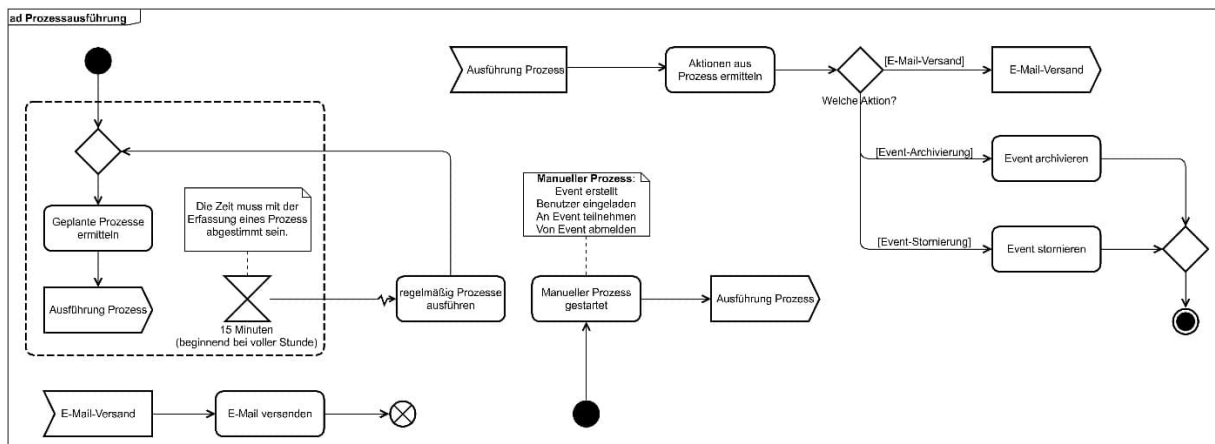 ad Prozessausführung
Ausführung Prozess
Aktionen aus
Prozess ermitteln
[E-Mail-Versand]
E-Mail-Versand
Welche Aktion?
[Event-Archivierung]
Event archivieren
[Event-Stornierung]
Event stornieren
Geplante Prozesse
ermitteln
Ausführung Prozess
Die Zeit muss mit der
Erfassung eines Prozess
abgestimmt sein.
15 Minuten
(beginnend bei voller Stunde)
regelmäßig Prozesse
ausführen
Manueller Prozess:
Event erstellt
Benutzer eingeladen
An Event teilnehmen
Von Event abmelden
Manueller Prozess
gestartet
Ausführung Prozess
E-Mail-Versand
E-Mail versenden